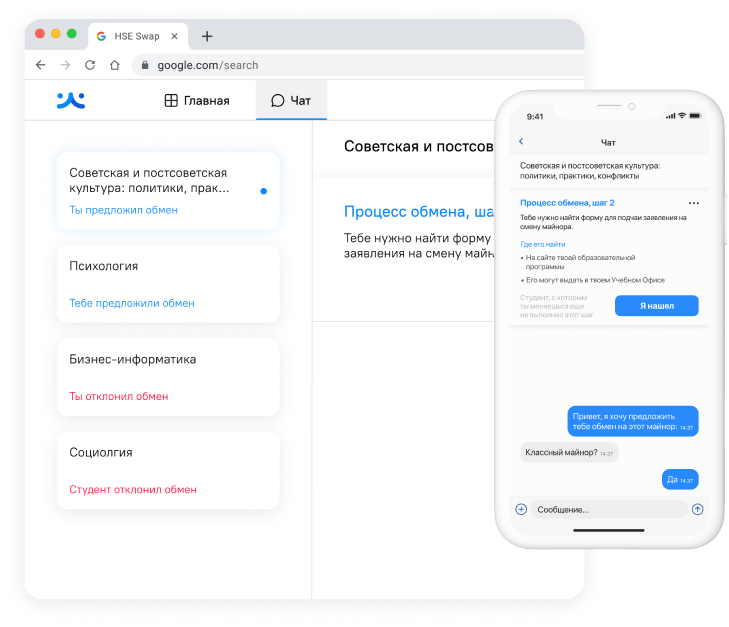 HSE Swap
google.com/search
Главная
Чат
Советская и постсоветская
культура: политики, прак...
Ты предложил обмен
Психология
Тебе предложили обмен
Бизнес-информатика
Ты отклонил обмен
Социолгия
Студент отклонил обмен
Советская и постсов
Процесс обмена, ша
Тебе нужно найти форму
заявления на смену майн
9:41
Чат
Советская и постсоветская культура:
политики, практики, конфликты
Процесс обмена, шаг 2
Тебе нужно найти форму для подчаи заявления на
смену майнора.
Где его найти
• На сайте твоей образовательной
программы
• Его могут выдать в твоем Учебном Офисе
Студент, с которым
ты меняешься еще
не выполнил этот шаг
Я нашел
Привет, я хочу предложить
тебе обмен на этот майнор: 14:37
Классный майнор? 14:37
Да 14:37
Сообщение...